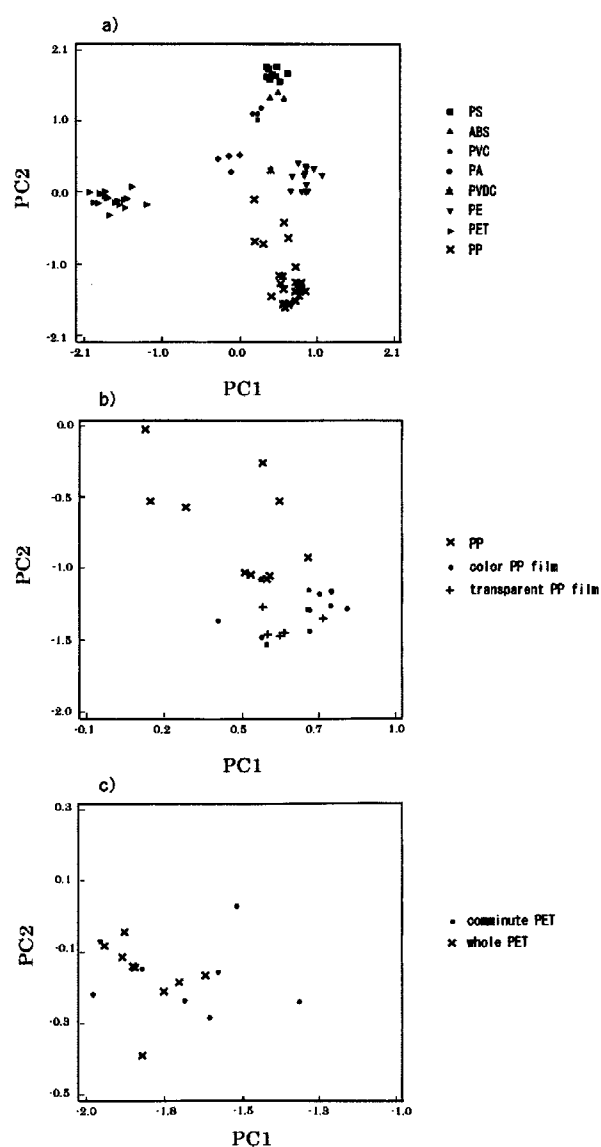 a)
PC2
2.1
1.0
0.0
-1.0
-2.1
-2.1
-1.0
0.0
1.0
2.1
PC1
PS
ABS
PVC
PA
PVDC
PE
PET
PP
b)
PC2
0.0
-0.5
-1.0
-1.5
-2.0
-0.1
0.2
0.5
0.7
1.0
PC1
PP
color PP film
transparent PP film
c)
PC2
0.3
0.1
-0.1
-0.3
-0.5
-2.0
-1.8
-1.5
-1.3
-1.0
PC1
comminute PET
whole PET